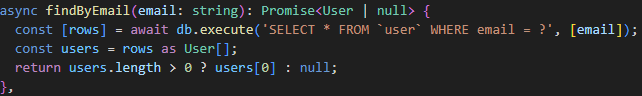 async findByEmail(email: string): Promise<User | null> {
  const [rows] = await db.execute('SELECT * FROM `user` WHERE email = ?', [email]);
  const users = rows as User[];
  return users.length > 0 ? users[0] : null;
},